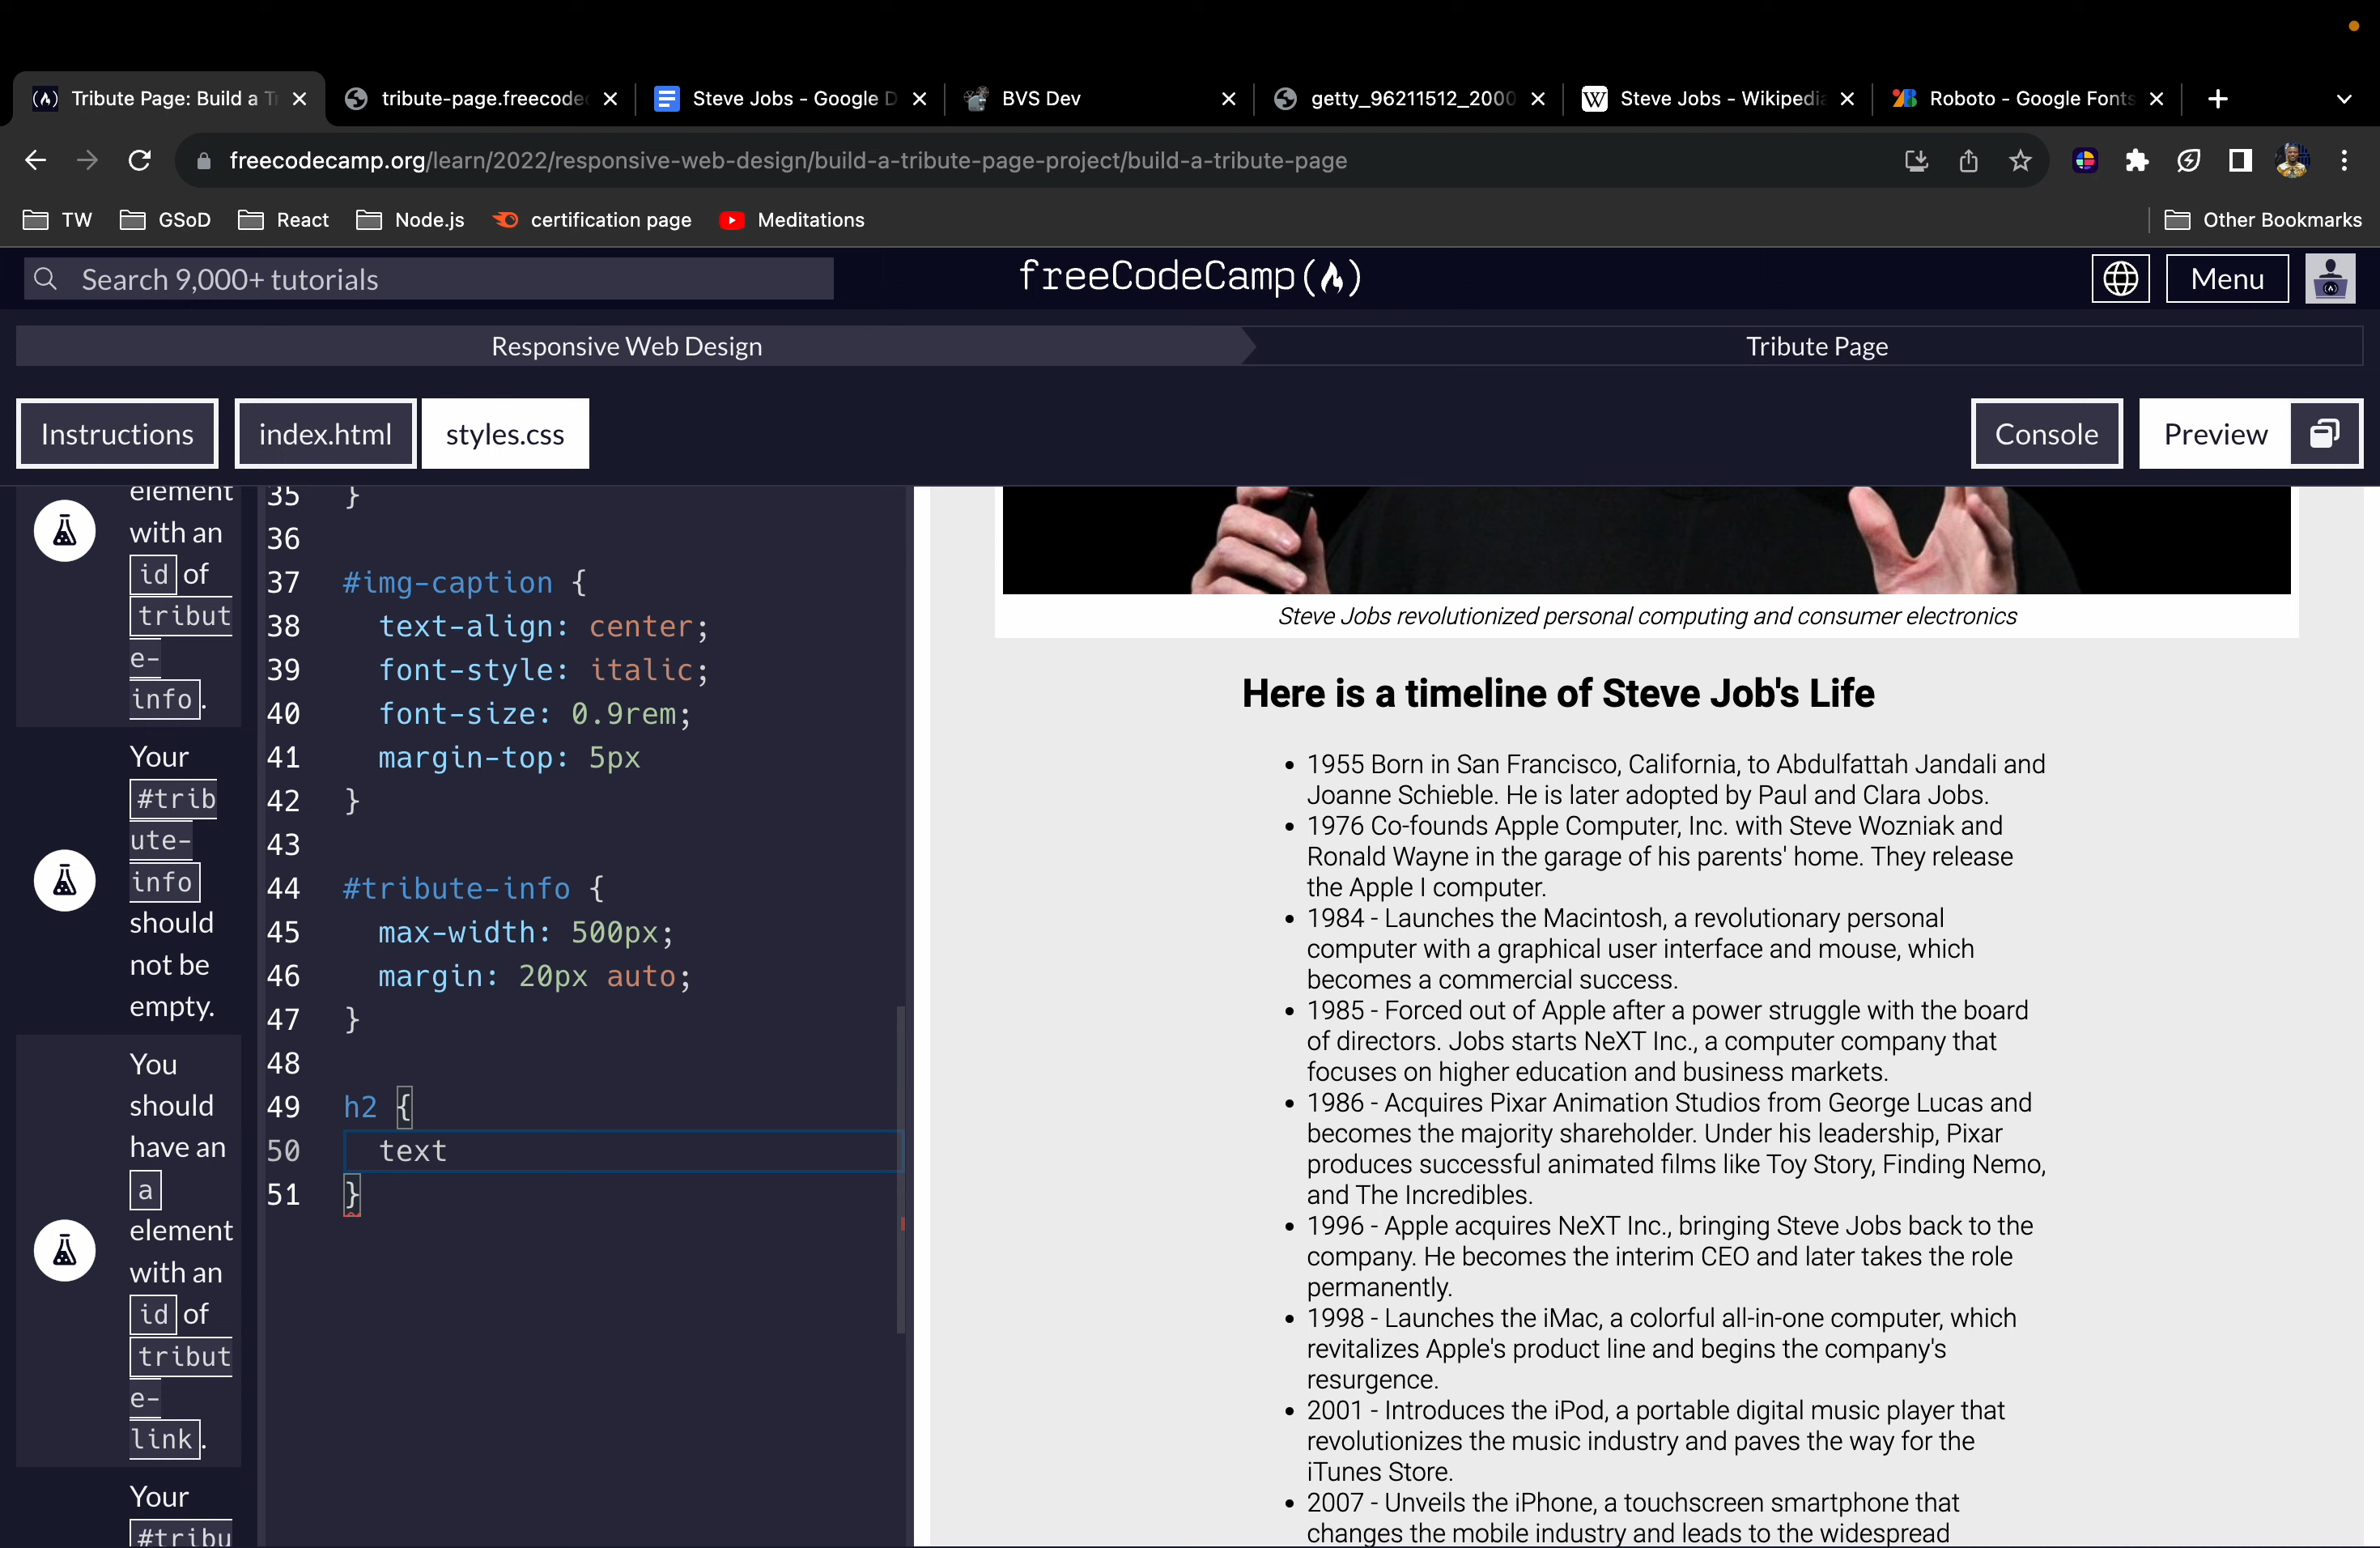 Tribute Page: Build a Tr
tribute-page.freecodec
Steve Jobs - Google D
BVS Dev
getty_96211512_2000
Steve Jobs - Wikipedia
Roboto - Google Fonts
freecodecamp.org/learn/2022/responsive-web-design/build-a-tribute-page-project/build-a-tribute-page
TW
GSoD
React
Node.js
certification page
Meditations
Other Bookmarks
Search 9,000+ tutorials
freeCodeCamp
Menu
Responsive Web Design
Tribute Page
Instructions
index.html
styles.css
Console
Preview
element
with an
id of
tribut
e-
info.
Your
#trib
ute-
info
should
not be
empty.
You
should
have an
a
element
with an
id of
tribut
e-
link.
Your
#tribu
35 }
36
37 #img-caption {
38 text-align: center;
39 font-style: italic;
40 font-size: 0.9rem;
41 margin-top: 5px
42 }
43
44 #tribute-info {
45 max-width: 500px;
46 margin: 20px auto;
47 }
48
49 h2 {
50 text
51 }
Steve Jobs revolutionized personal computing and consumer electronics
Here is a timeline of Steve Job's Life
• 1955 Born in San Francisco, California, to Abdulfattah Jandali and
Joanne Schieble. He is later adopted by Paul and Clara Jobs.
• 1976 Co-founds Apple Computer, Inc. with Steve Wozniak and
Ronald Wayne in the garage of his parents' home. They release
the Apple I computer.
• 1984 - Launches the Macintosh, a revolutionary personal
computer with a graphical user interface and mouse, which
becomes a commercial success.
• 1985 - Forced out of Apple after a power struggle with the board
of directors. Jobs starts NeXT Inc., a computer company that
focuses on higher education and business markets.
• 1986 - Acquires Pixar Animation Studios from George Lucas and
becomes the majority shareholder. Under his leadership, Pixar
produces successful animated films like Toy Story, Finding Nemo,
and The Incredibles.
• 1996 - Apple acquires NeXT Inc., bringing Steve Jobs back to the
company. He becomes the interim CEO and later takes the role
permanently.
• 1998 - Launches the iMac, a colorful all-in-one computer, which
revitalizes Apple's product line and begins the company's
resurgence.
• 2001 - Introduces the iPod, a portable digital music player that
revolutionizes the music industry and paves the way for the
iTunes Store.
• 2007 - Unveils the iPhone, a touchscreen smartphone that
changes the mobile industry and leads to the widespread